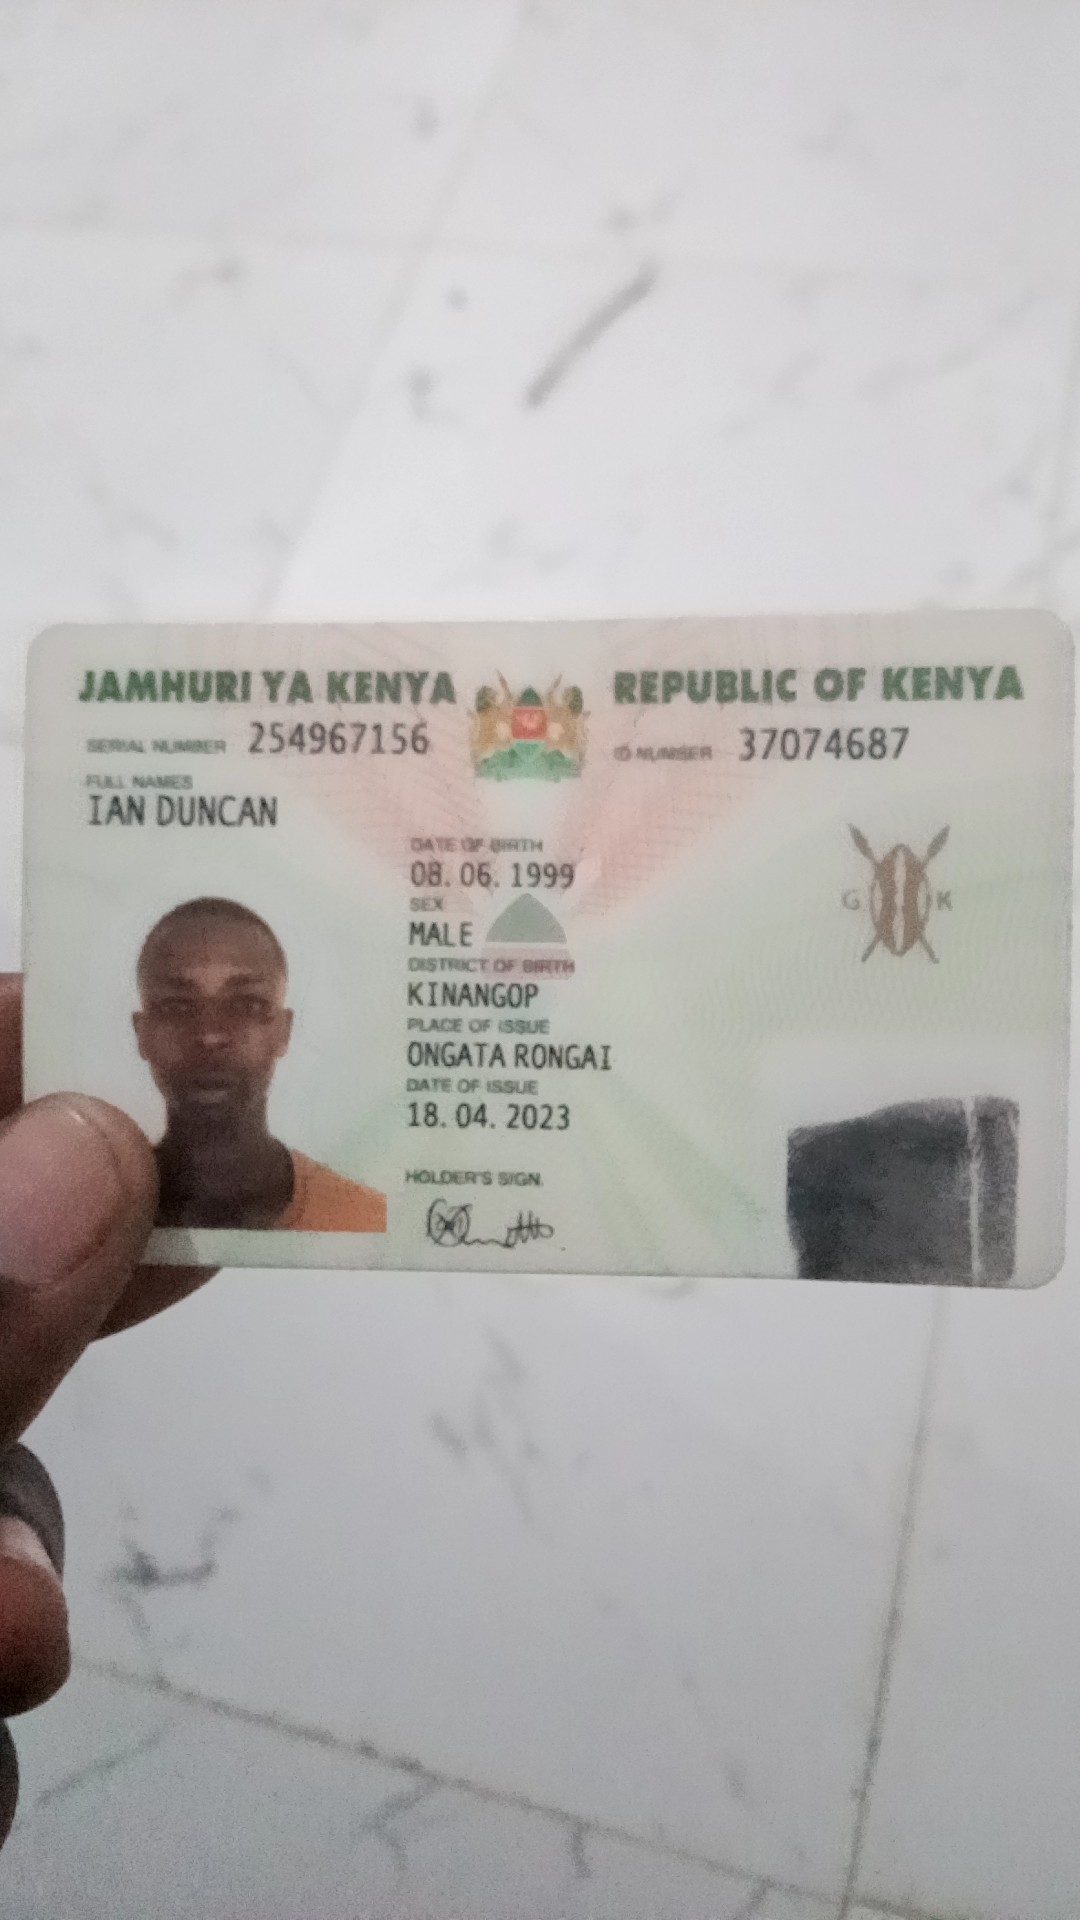 JAMHURI YA KENYA REPUBLIC OF KENYA
SERIAL NUMBER 254967156 ID NUMBER 37074687
FULL NAMES
IAN DUNCAN
DATE OF BIRTH
08. 06. 1999
SEX
MALE
DISTRICT OF BIRTH
KINANGOP
PLACE OF ISSUE
ONGATA RONGAI
DATE OF ISSUE
18. 04. 2023
HOLDER'S SIGN.
G K